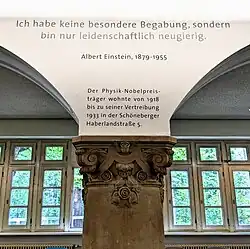 Ich habe keine besondere Begabung, sondern
bin nur leidenschaftlich neugierig.
Albert Einstein, 1879-1955
Der Physik-Nobelpreis-
träger wohnte von 1918
bis zu seiner Vertreibung
1933 in der Schöneberger
Haberlandstraße 5.